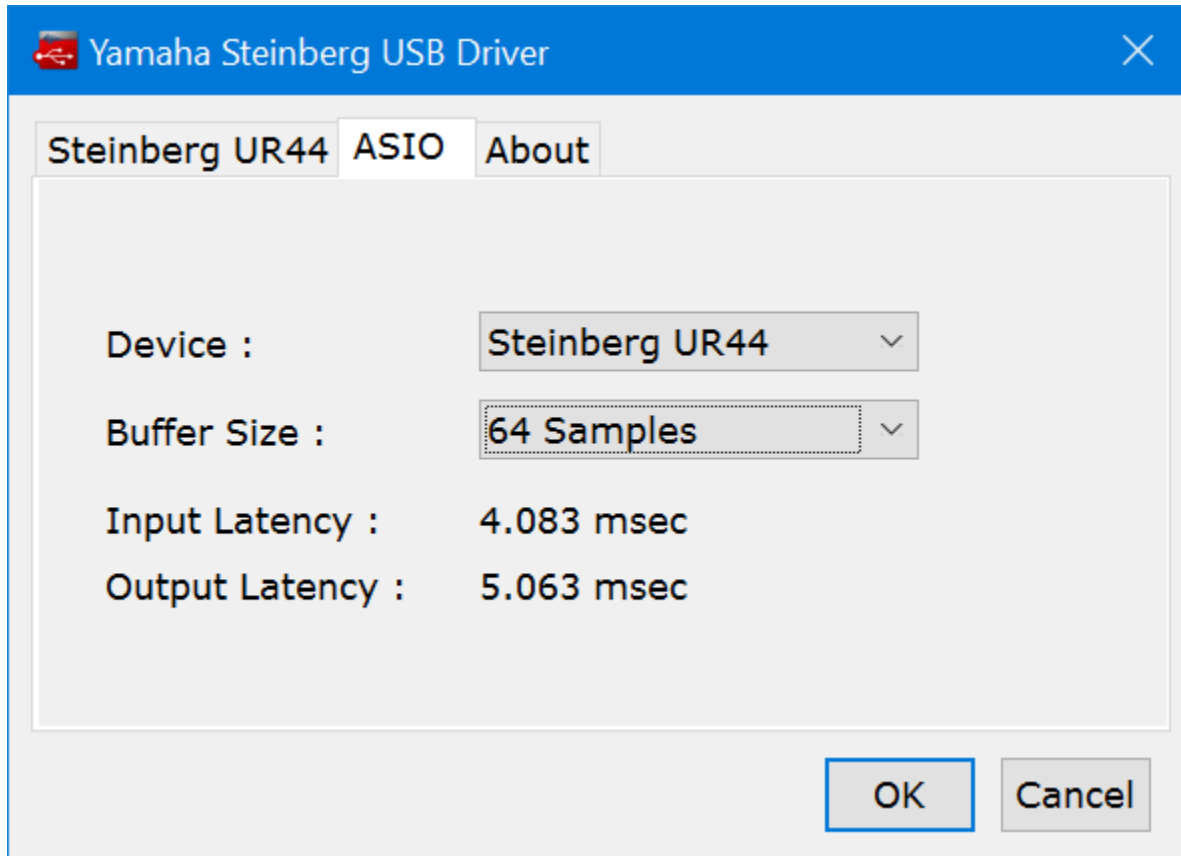 Yamaha Steinberg USB Driver
Steinberg UR44 ASIO About
Device : Steinberg UR44
Buffer Size : 64 Samples
Input Latency : 4.083 msec
Output Latency : 5.063 msec
OK Cancel